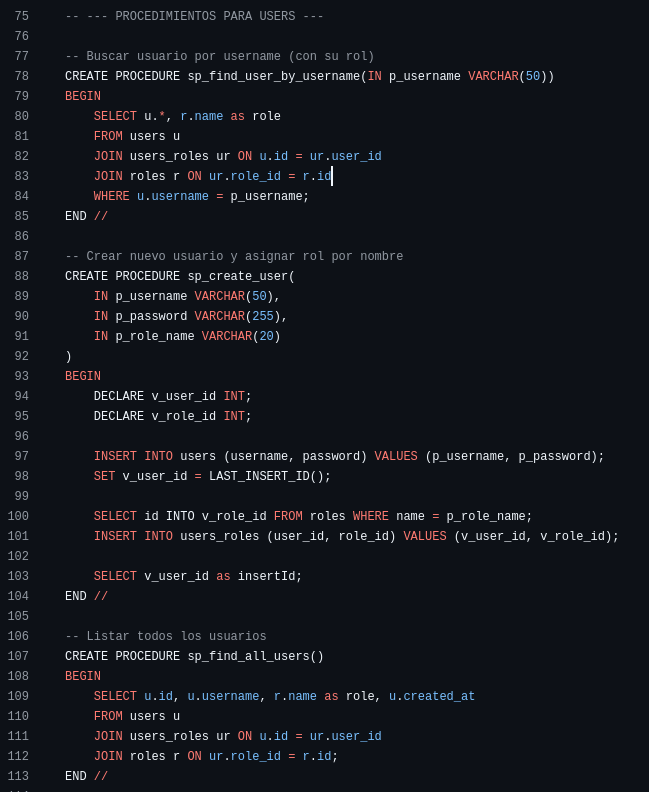 75 -- --- PROCEDIMIENTOS PARA USERS ---
76
77 -- Buscar usuario por username (con su rol)
78 CREATE PROCEDURE sp_find_user_by_username(IN p_username VARCHAR(50))
79 BEGIN
80 SELECT u.*, r.name as role
81 FROM users u
82 JOIN users_roles ur ON u.id = ur.user_id
83 JOIN roles r ON ur.role_id = r.id
84 WHERE u.username = p_username;
85 END //
86
87 -- Crear nuevo usuario y asignar rol por nombre
88 CREATE PROCEDURE sp_create_user(
89 IN p_username VARCHAR(50),
90 IN p_password VARCHAR(255),
91 IN p_role_name VARCHAR(20)
92 )
93 BEGIN
94 DECLARE v_user_id INT;
95 DECLARE v_role_id INT;
96
97 INSERT INTO users (username, password) VALUES (p_username, p_password);
98 SET v_user_id = LAST_INSERT_ID();
99
100 SELECT id INTO v_role_id FROM roles WHERE name = p_role_name;
101 INSERT INTO users_roles (user_id, role_id) VALUES (v_user_id, v_role_id);
102
103 SELECT v_user_id as insertId;
104 END //
105
106 -- Listar todos los usuarios
107 CREATE PROCEDURE sp_find_all_users()
108 BEGIN
109 SELECT u.id, u.username, r.name as role, u.created_at
110 FROM users u
111 JOIN users_roles ur ON u.id = ur.user_id
112 JOIN roles r ON ur.role_id = r.id;
113 END //